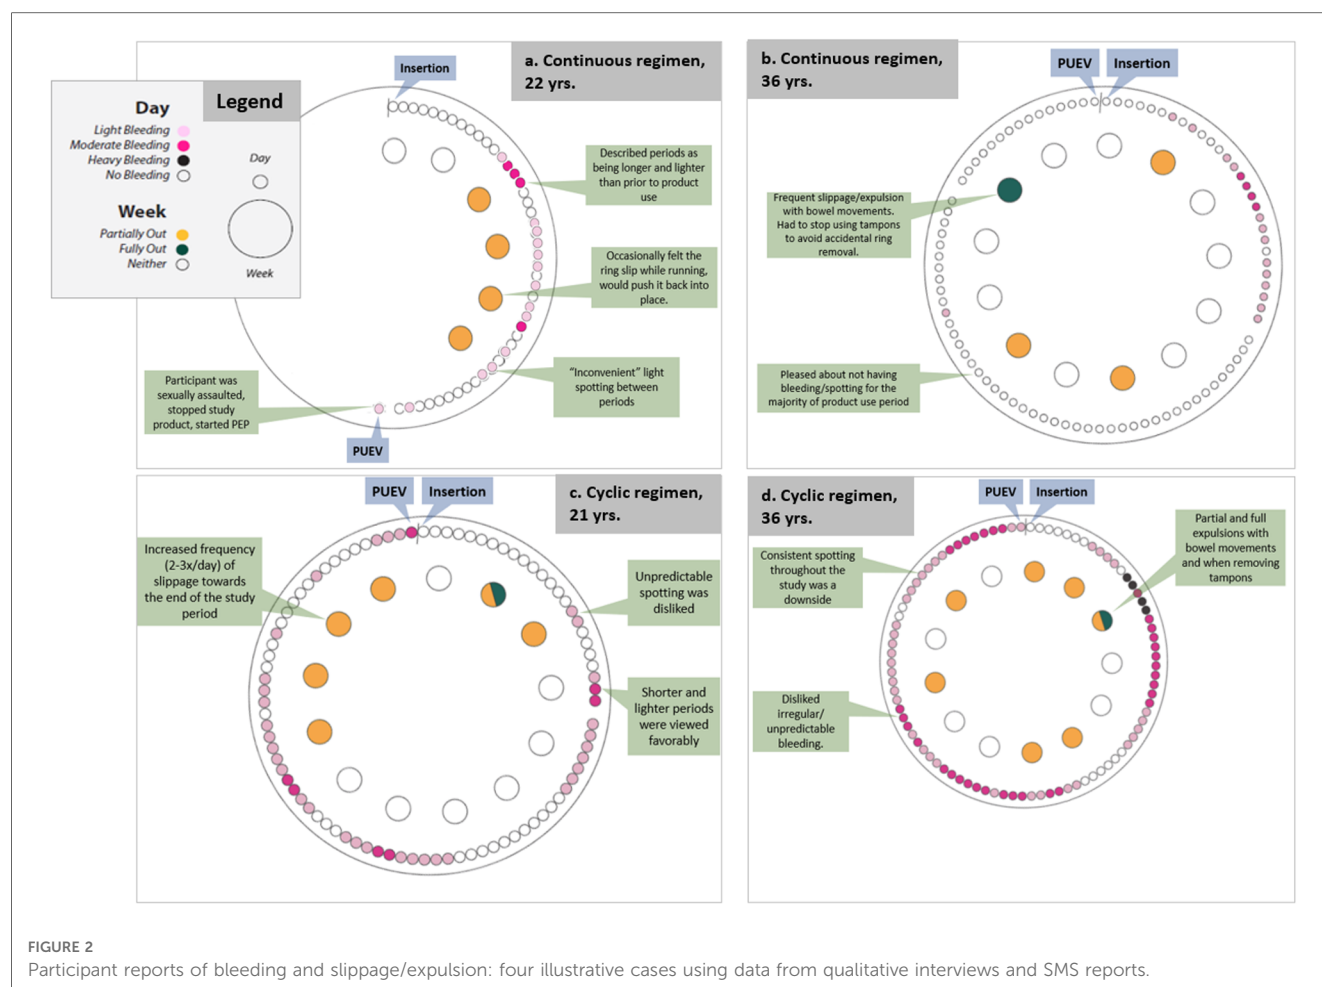 Legend
Day
Light Bleeding
Moderate Bleeding
Heavy Bleeding
No Bleeding
Week
Partially Out
Fully Out
Neither
Day
Week
a. Continuous regimen,
22 yrs.
Insertion
Described periods as
being longer and lighter
than prior to product
use
Occasionally felt the
ring slip while running,
would push it back into
place.
"Inconvenient" light
spotting between
periods
Participant was
sexually assaulted,
stopped study
product, started PEP
PUEV
b. Continuous regimen,
36 yrs.
PUEV
Insertion
Frequent slippage/expulsion
with bowel movements.
Had to stop using tampons
to avoid accidental ring
removal.
Pleased about not having
bleeding/spotting for the
majority of product use period
c. Cyclic regimen,
21 yrs.
PUEV
Insertion
Increased frequency
(2-3x/day) of
slippage towards
the end of the study
period
Unpredictable
spotting was
disliked
Shorter and
lighter periods
were viewed
favorably
d. Cyclic regimen,
36 yrs.
PUEV
Insertion
Partial and full
expulsions with
bowel movements
and when removing
tampons
Consistent spotting
throughout the
study was a
downside
Disliked
irregular/
unpredictable
bleeding.
FIGURE 2
Participant reports of bleeding and slippage/expulsion: four illustrative cases using data from qualitative interviews and SMS reports.